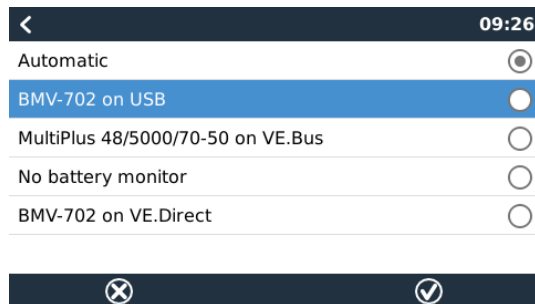 09:26
Automatic
BMV-702 on USB
MultiPlus 48/5000/70-50 on VE.Bus
No battery monitor
BMV-702 on VE.Direct